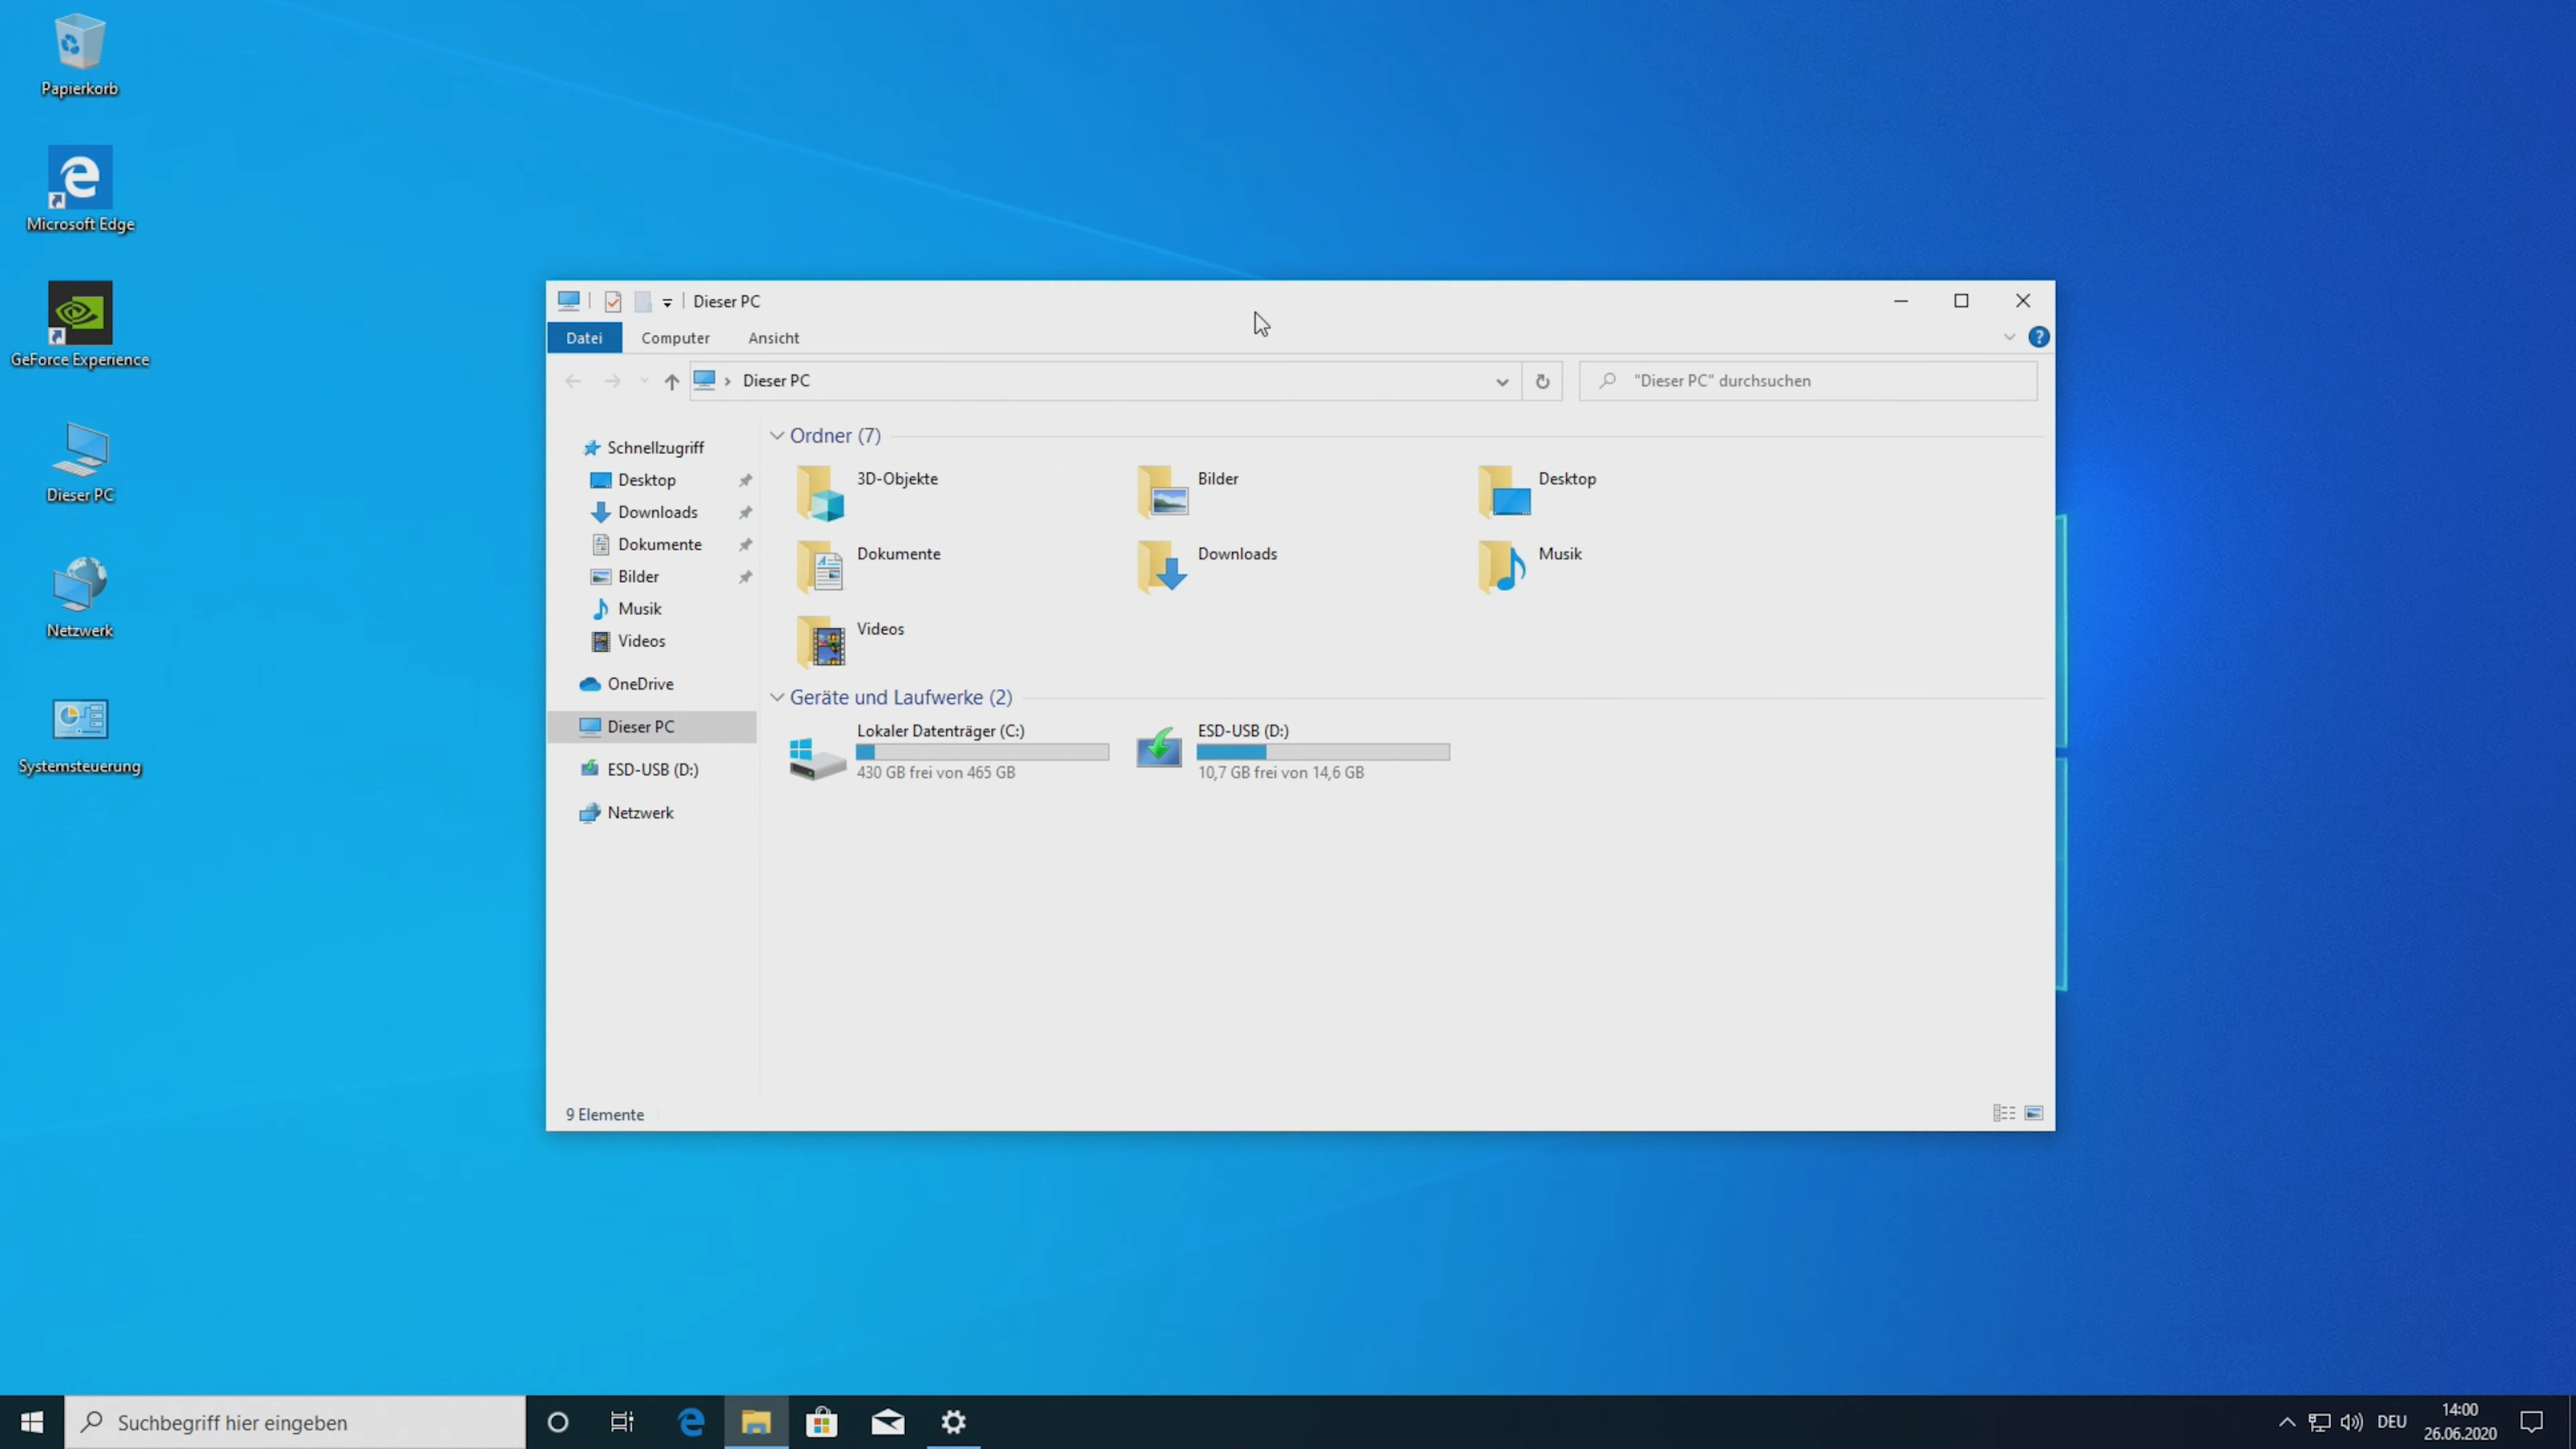 Papierkorb
Microsoft Edge
GeForce Experience
Dieser PC
Netzwerk
Systemsteuerung
Dieser PC
Datei Computer Ansicht
Dieser PC
"Dieser PC" durchsuchen
Schnellzugriff
Desktop
Downloads
Dokumente
Bilder
Musik
Videos
OneDrive
Dieser PC
ESD-USB (D:)
Netzwerk
Ordner (7)
3D-Objekte
Bilder
Desktop
Dokumente
Downloads
Musik
Videos
Geräte und Laufwerke (2)
Lokaler Datenträger (C:)
430 GB frei von 465 GB
ESD-USB (D:)
10,7 GB frei von 14,6 GB
9 Elemente
Suchbegriff hier eingeben
DEU
14:00
26.06.2020